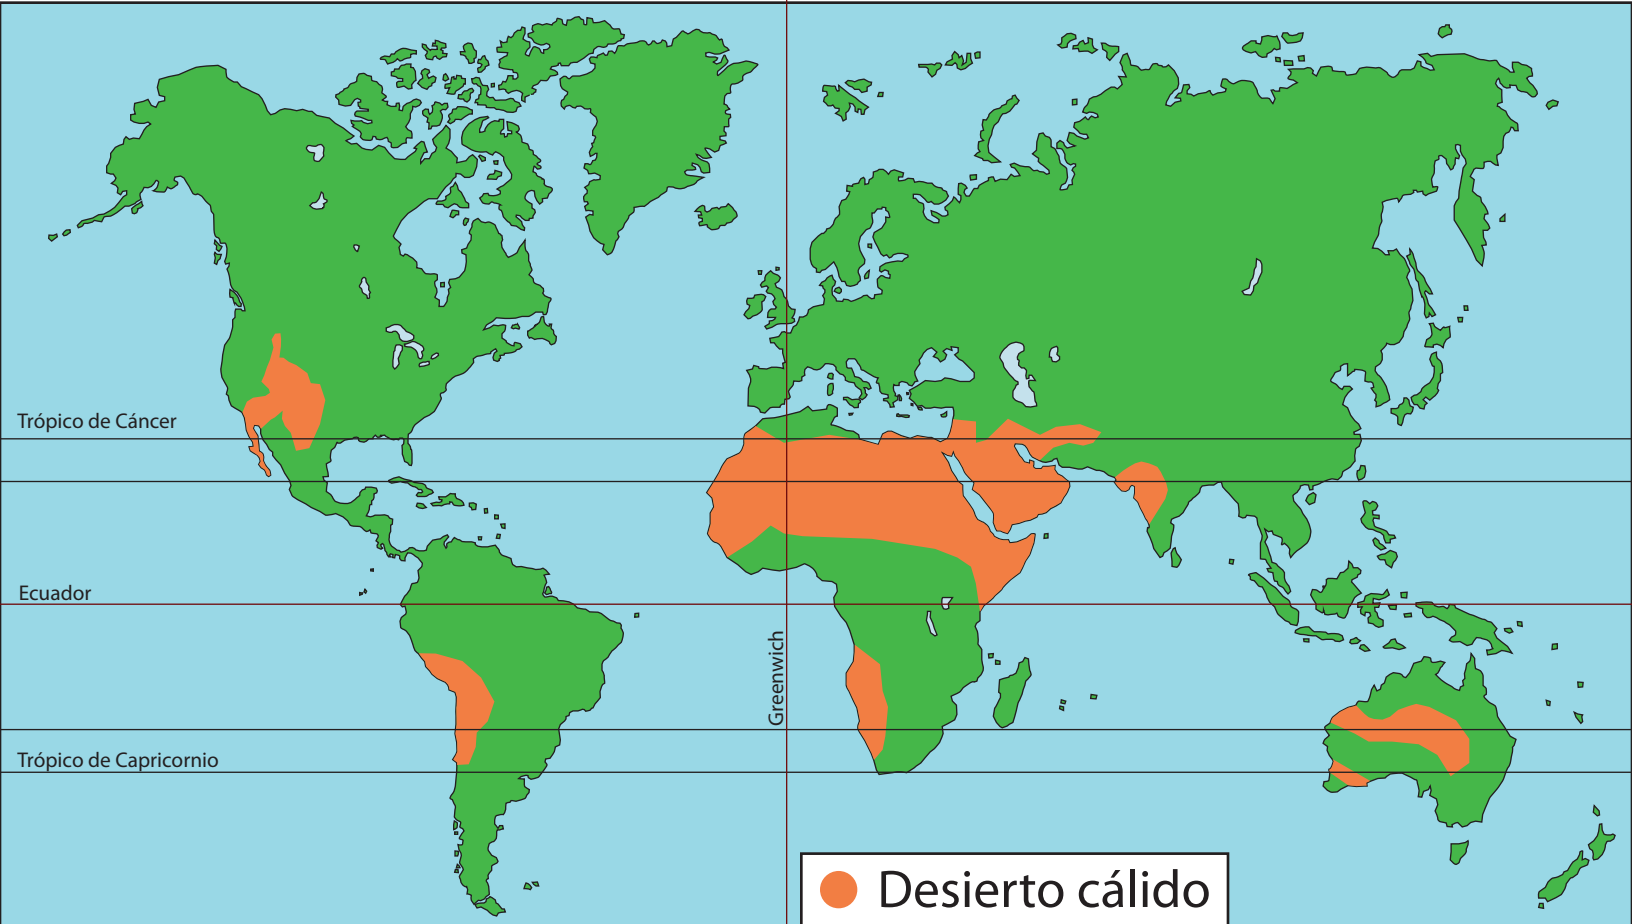 Trópico de Cáncer
Ecuador
Greenwich
Trópico de Capricornio
Desierto cálido